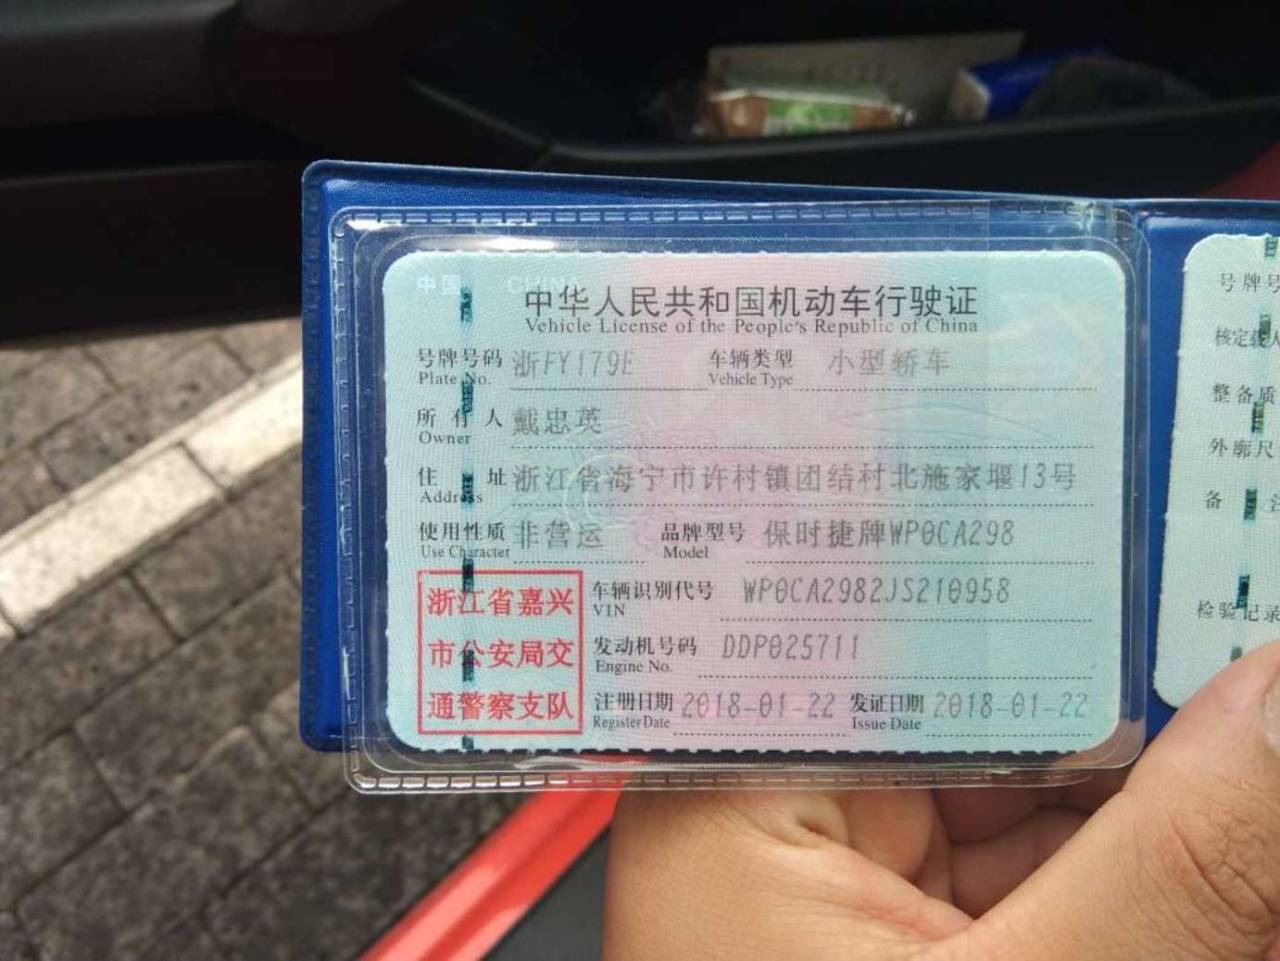 中国 CHINA
中华人民共和国机动车行驶证
Vehicle License of the People's Republic of China
号牌号码 浙FY179E 车辆类型 小型轿车
Plate No. Vehicle Type
所有人 戴忠英
Owner
住址 浙江省海宁市许村镇团结村北施家堰13号
Address
使用性质 非营运 品牌型号 保时捷牌WP0CA298
Use Character Model
浙江省嘉兴
市公安局交
通警察支队
车辆识别代号 WP0CA2982JS210958
VIN
发动机号码 DDP025711
Engine No.
注册日期 2018-01-22 发证日期 2018-01-22
Register Date Issue Date
号牌号
核定载人
整备质
外廓尺
备
检验记录